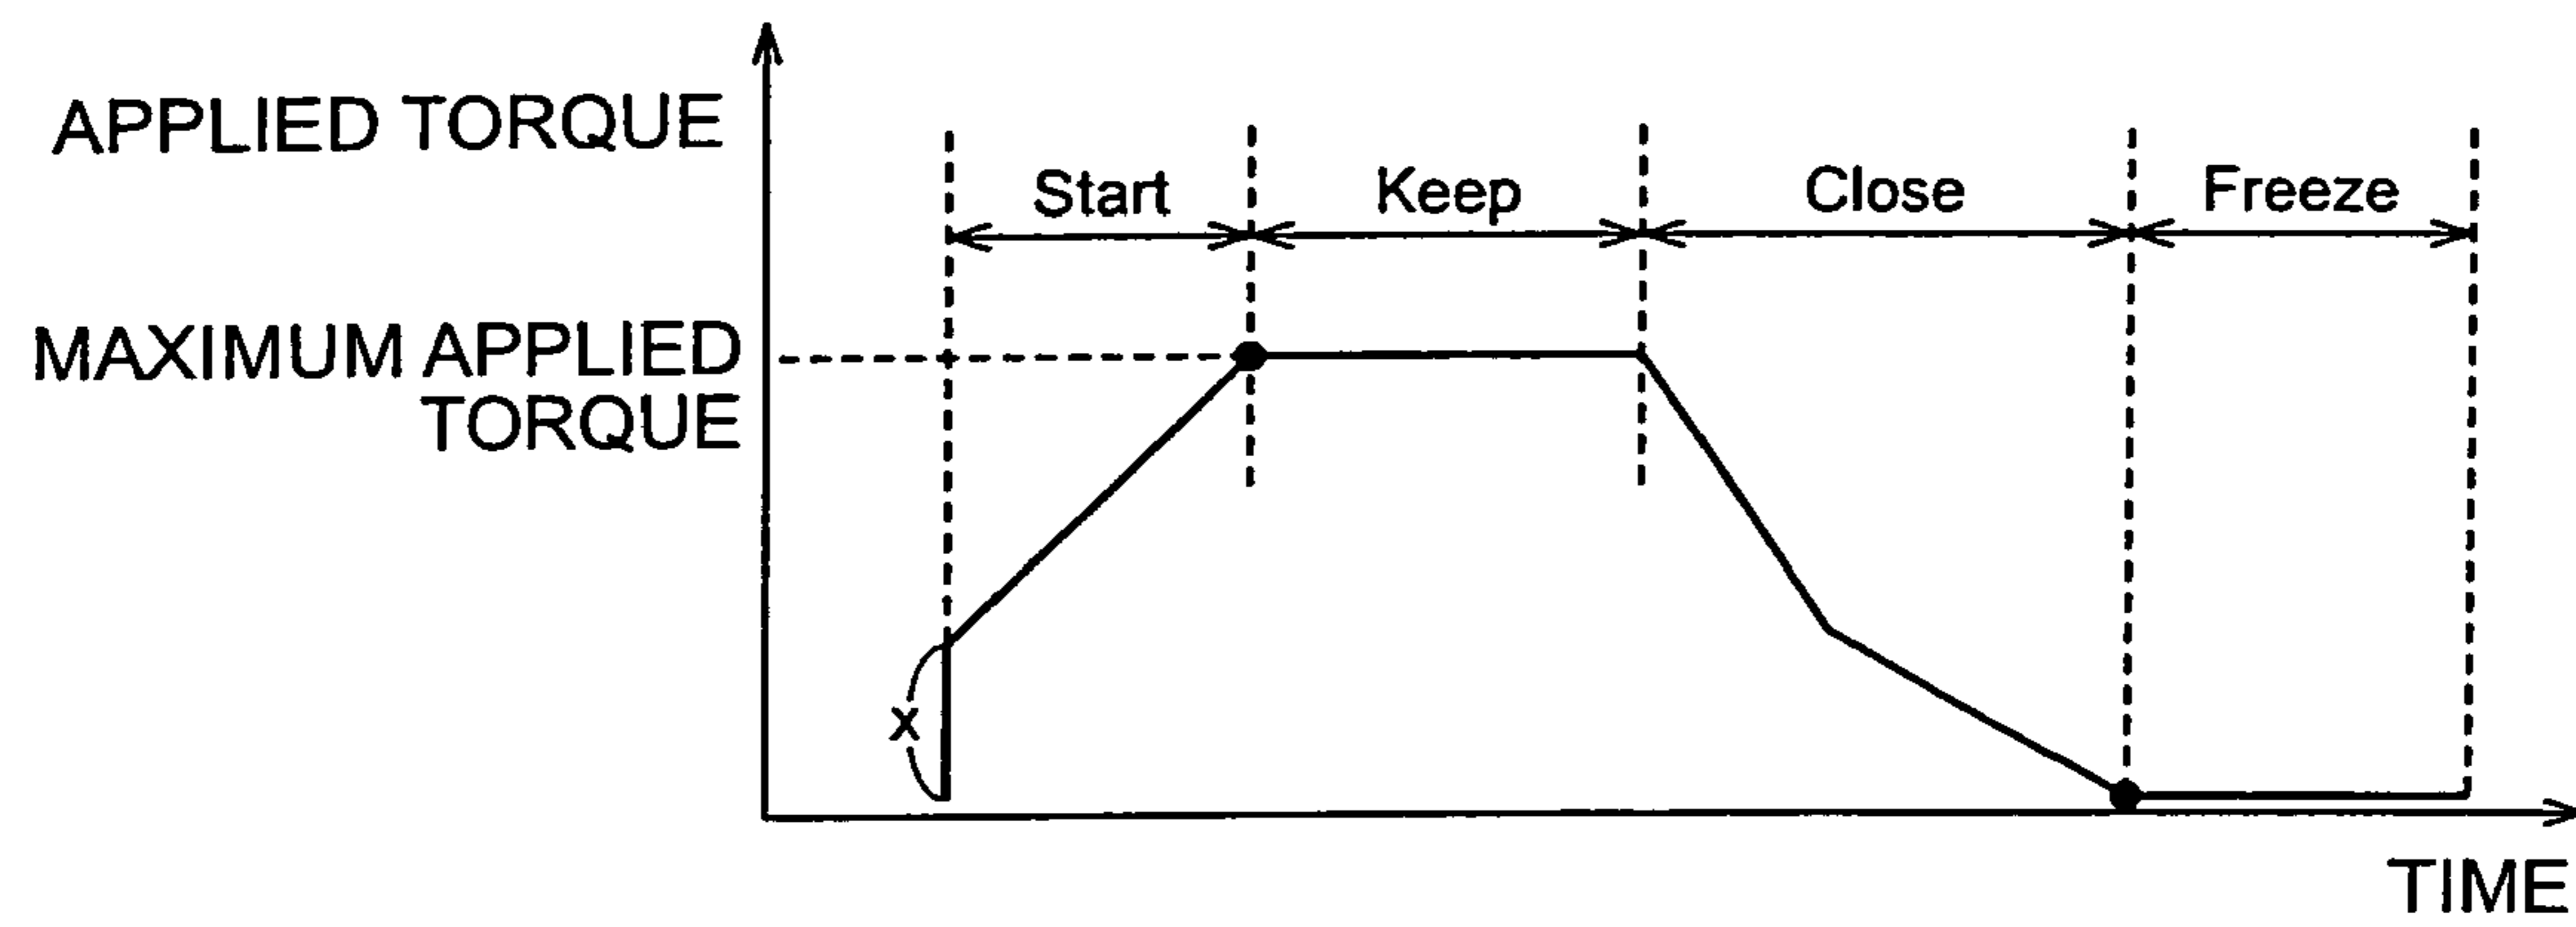 APPLIED TORQUE
Start
Keep
Close
Freeze
MAXIMUM APPLIED
TORQUE
x
TIME